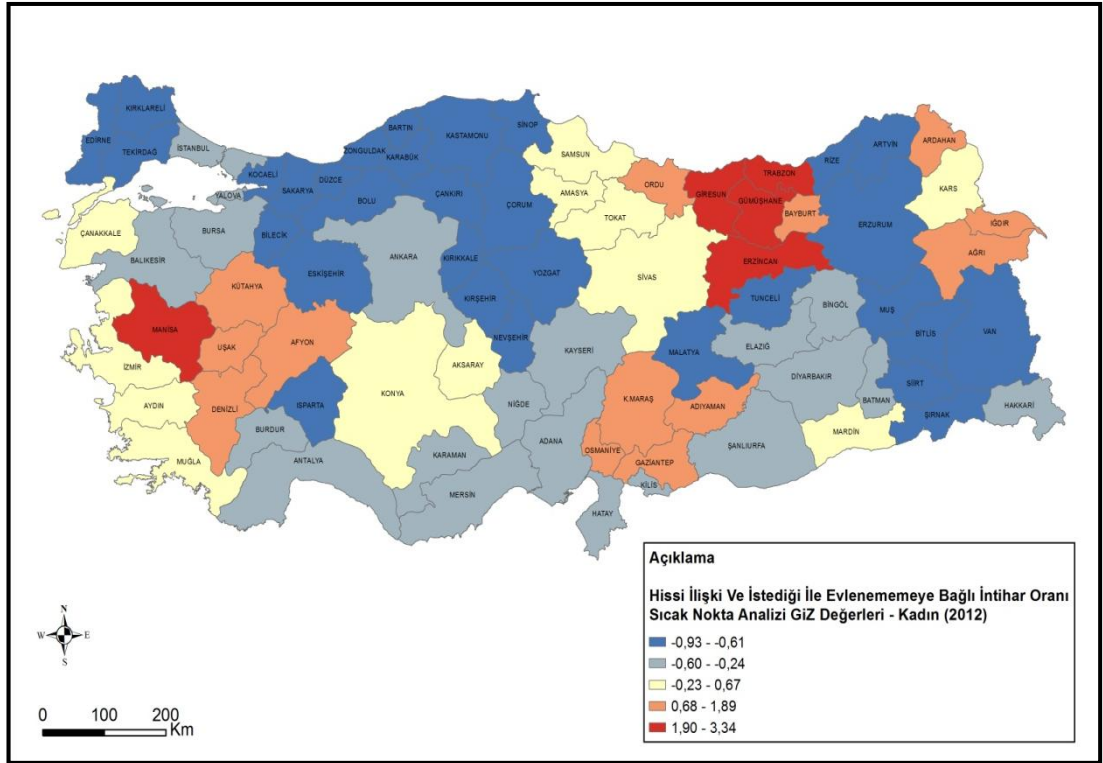 KIRKLARELİ
EDİRNE
TEKİRDAĞ
İSTANBUL
KOCAELİ
YALOVA
SAKARYA
DÜZCE
BOLU
ZONGULDAK
BARTIN
KARABÜK
KASTAMONU
SİNOP
ÇANKIRI
ÇORUM
SAMSUN
AMASYA
TOKAT
ORDU
GİRESUN
TRABZON
GÜMÜŞHANE
BAYBURT
RİZE
ARTVİN
ARDAHAN
KARS
IĞDIR
AĞRI
ERZURUM
ERZİNCAN
ÇANAKKALE
BALIKESİR
BURSA
BİLECİK
ESKİŞEHİR
ANKARA
KIRIKKALE
YOZGAT
KIRŞEHİR
NEVŞEHİR
SİVAS
TUNCELİ
BİNGÖL
MUŞ
BİTLİS
VAN
KÜTAHYA
MANİSA
UŞAK
AFYON
İZMİR
AYDIN
DENİZLİ
MUĞLA
ISPARTA
BURDUR
ANTALYA
KONYA
AKSARAY
NİĞDE
KAYSERİ
KARAMAN
MERSİN
ADANA
MALATYA
ELAZIĞ
DİYARBAKIR
BATMAN
SİİRT
ŞIRNAK
HAKKARİ
MARDİN
ŞANLIURFA
ADIYAMAN
K.MARAŞ
OSMANİYE
GAZİANTEP
KİLİS
HATAY
N
W E
S
0 100 200
Km
Açıklama
Hissi İlişki Ve İstediği İle Evlenememeye Bağlı İntihar Oranı
Sıcak Nokta Analizi GiZ Değerleri - Kadın (2012)
-0,93 - -0,61
-0,60 - -0,24
-0,23 - 0,67
0,68 - 1,89
1,90 - 3,34